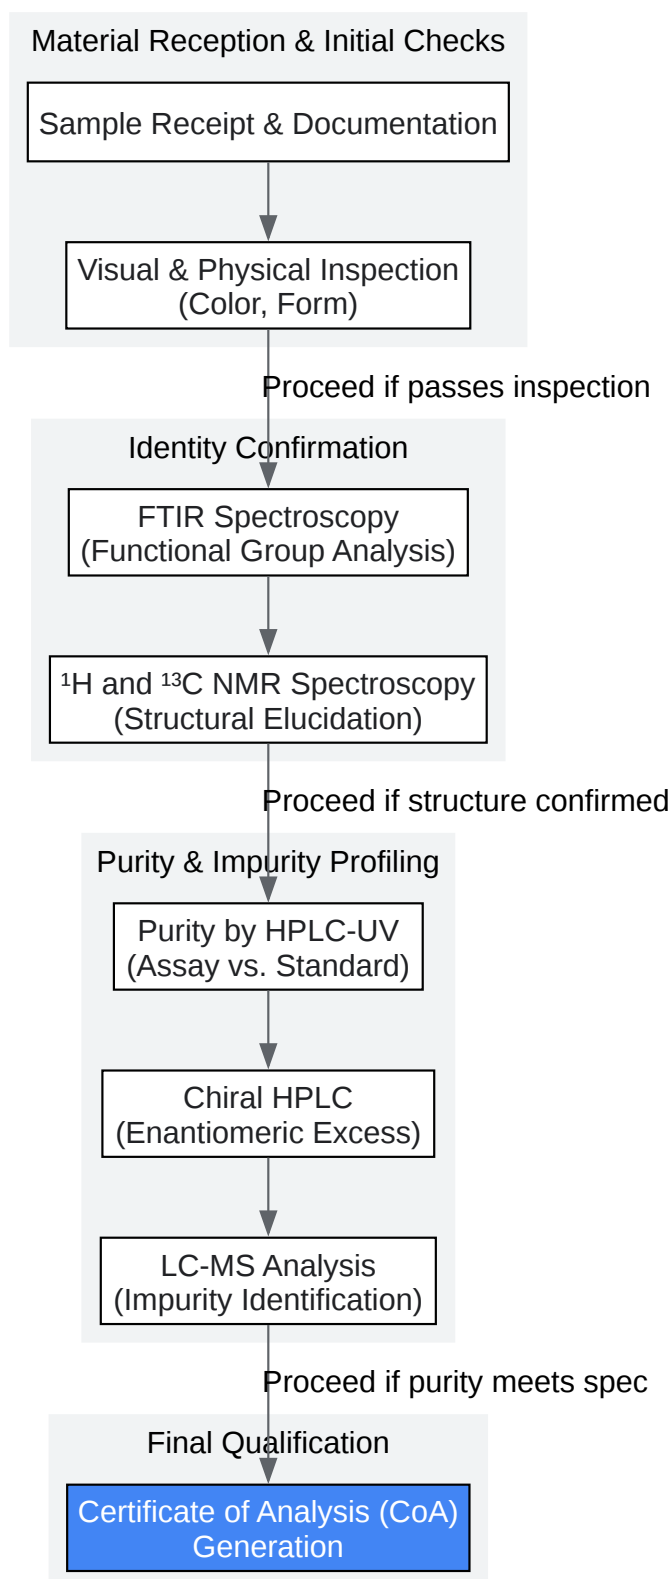 Material Reception & Initial Checks
Sample Receipt & Documentation
Visual & Physical Inspection
(Color, Form)
Proceed if passes inspection
Identity Confirmation
FTIR Spectroscopy
(Functional Group Analysis)
¹H and ¹³C NMR Spectroscopy
(Structural Elucidation)
Proceed if structure confirmed
Purity & Impurity Profiling
Purity by HPLC-UV
(Assay vs. Standard)
Chiral HPLC
(Enantiomeric Excess)
LC-MS Analysis
(Impurity Identification)
Proceed if purity meets spec
Final Qualification
Certificate of Analysis (CoA)
Generation